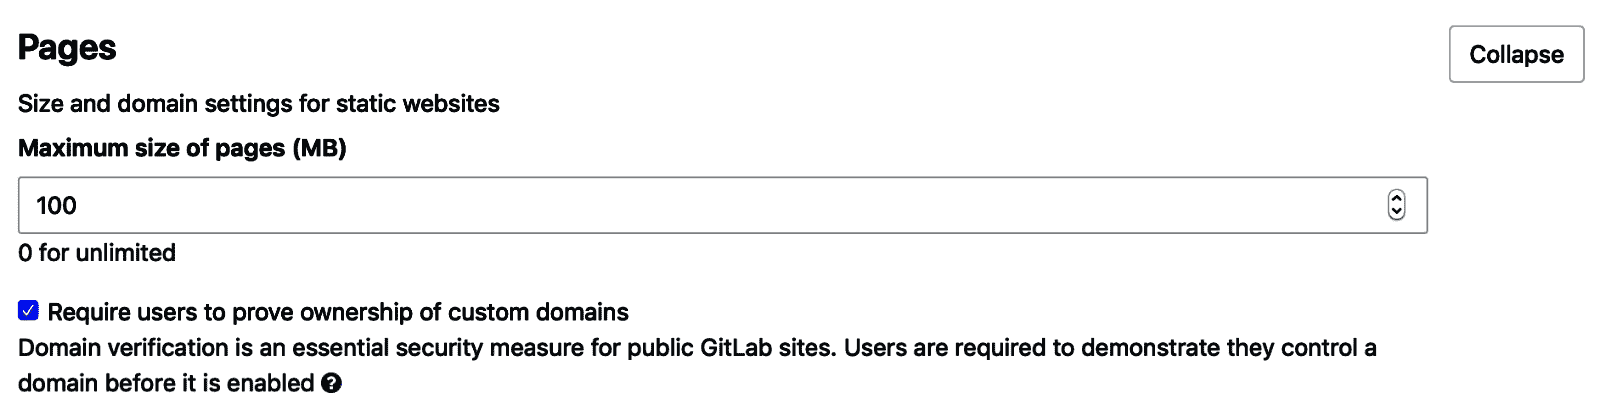 Pages
Collapse
Size and domain settings for static websites
Maximum size of pages (MB)
100
0 for unlimited
Require users to prove ownership of custom domains
Domain verification is an essential security measure for public GitLab sites. Users are required to demonstrate they control a
domain before it is enabled ?